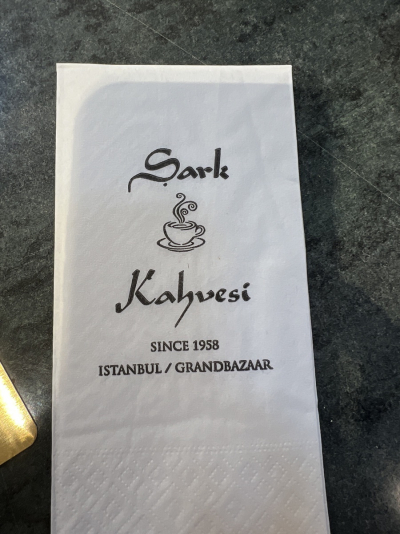 Şark
Kahvesi
SINCE 1958
ISTANBUL / GRANDBAZAAR